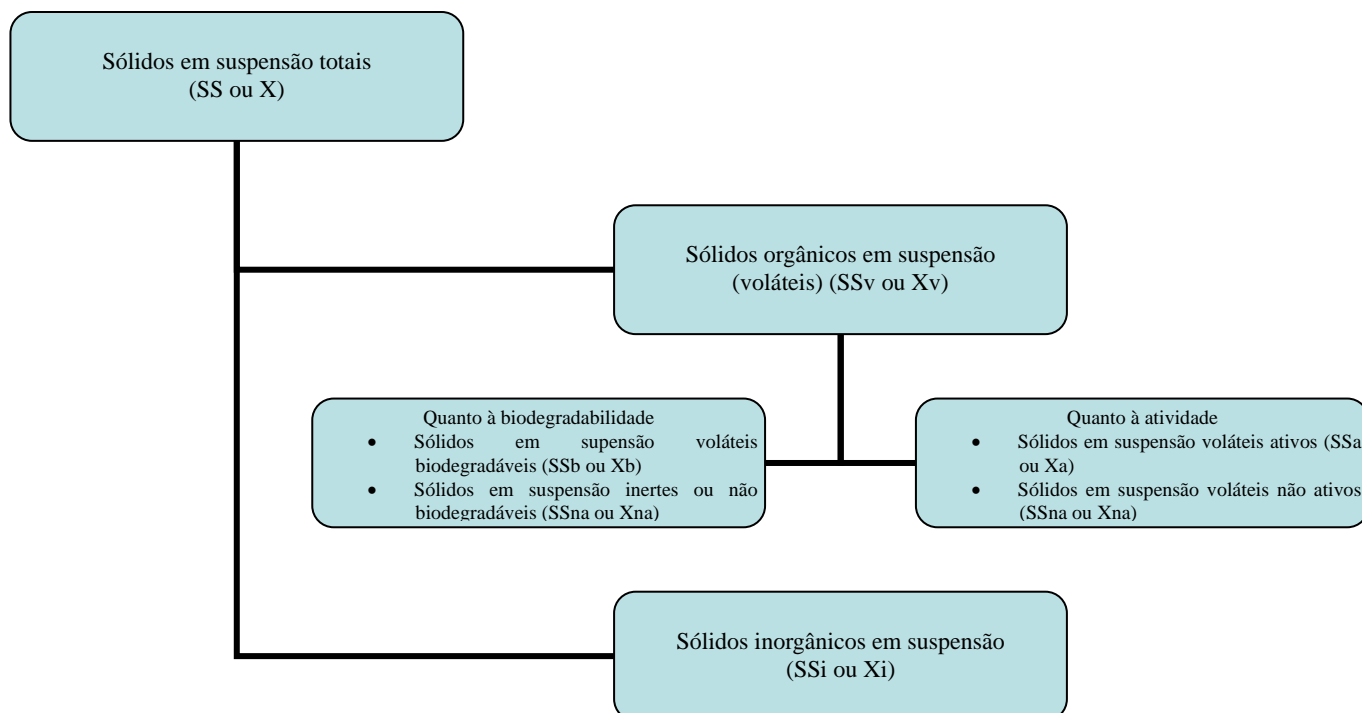 Sólidos em suspensão totais
(SS ou X)
Sólidos orgânicos em suspensão
(voláteis) (SSv ou Xv)
Quanto à biodegradabilidade
• Sólidos em supensão voláteis
biodegradáveis (SSb ou Xb)
• Sólidos em suspensão inertes ou não
biodegradáveis (SSna ou Xna)
Quanto à atividade
• Sólidos em suspensão voláteis ativos (SSa
ou Xa)
• Sólidos em suspensão voláteis não ativos
(SSna ou Xna)
Sólidos inorgânicos em suspensão
(SSi ou Xi)